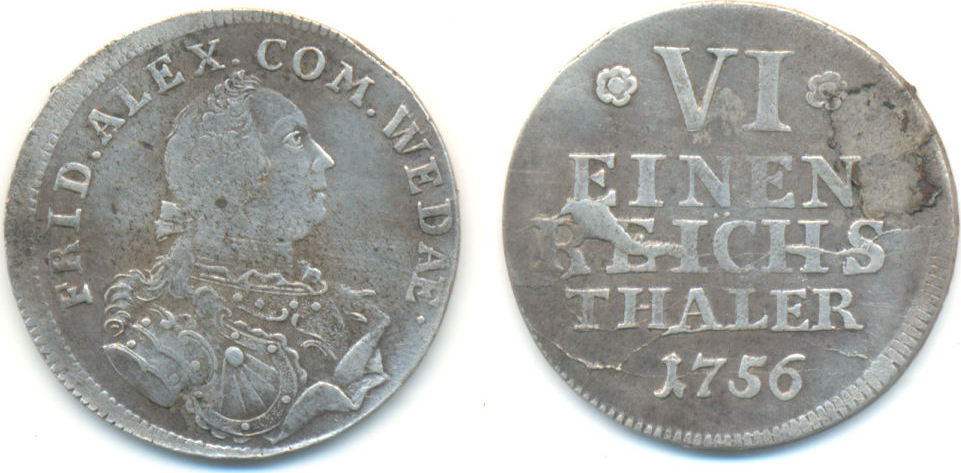 FRID. ALEX. COM. WEDAE.
VI
EINEN
REICHS
THALER
1756